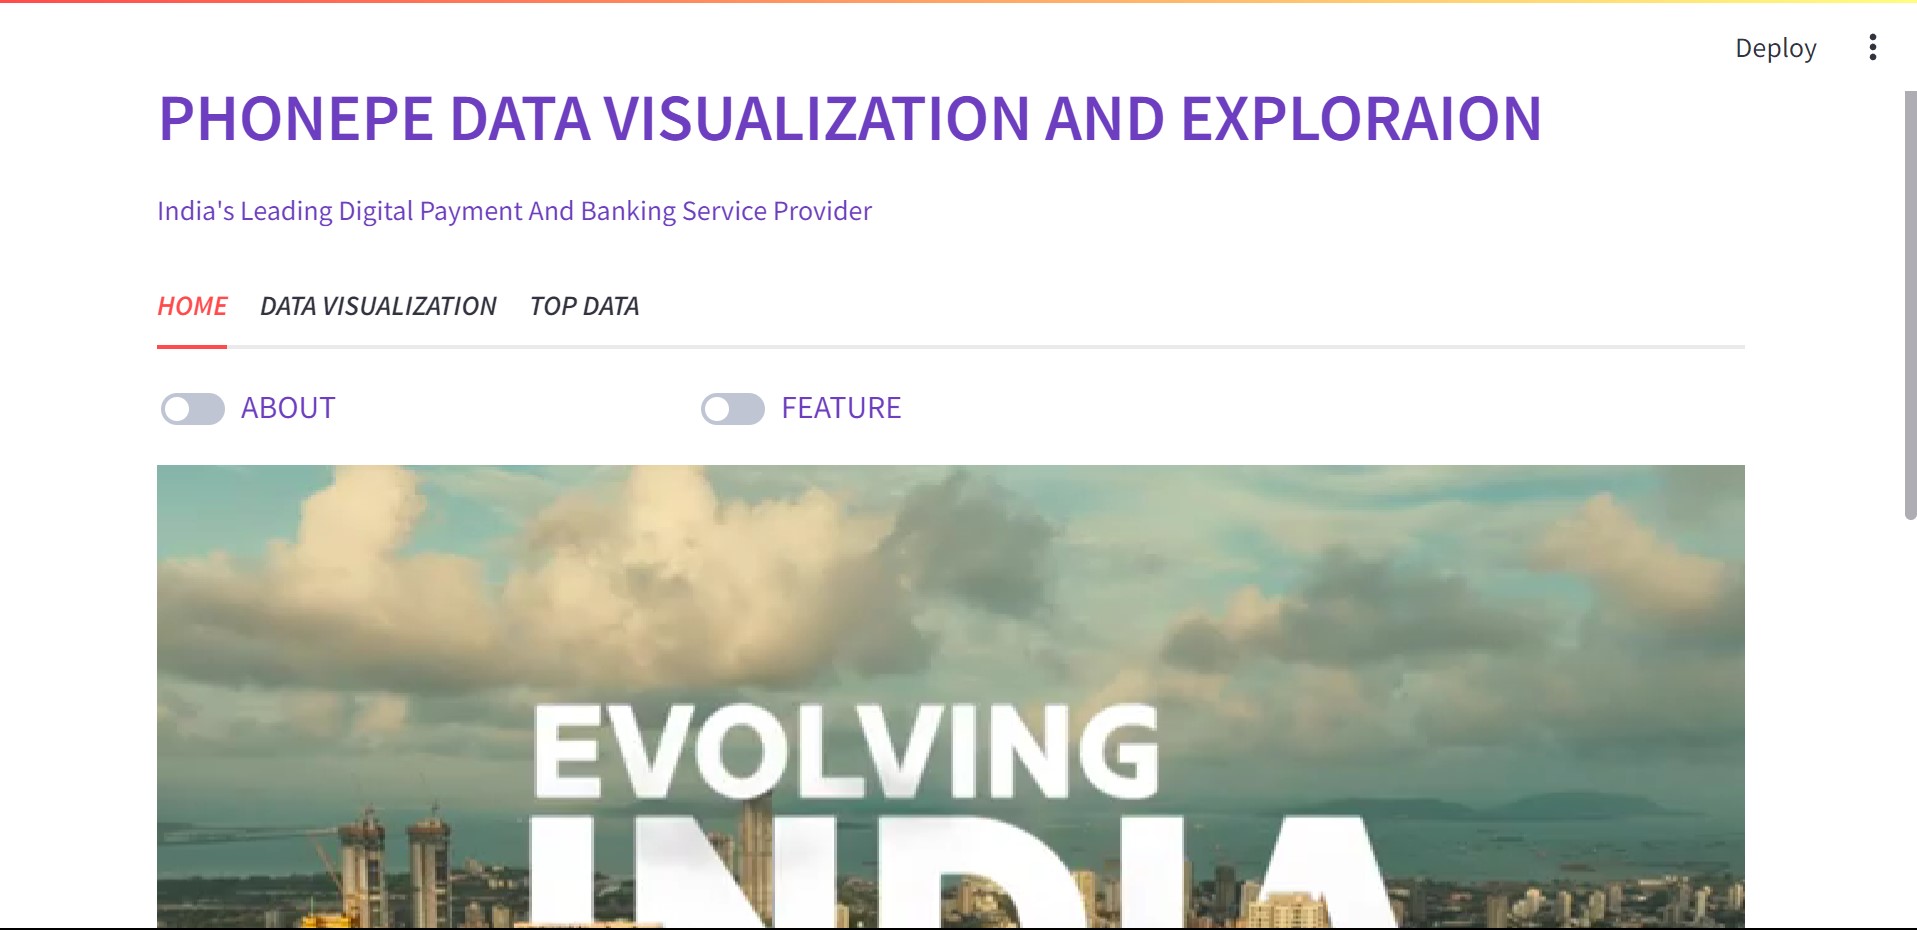 Deploy
PHONEPE DATA VISUALIZATION AND EXPLORAION
India's Leading Digital Payment And Banking Service Provider
HOME DATA VISUALIZATION TOP DATA
ABOUT FEATURE
EVOLVING
INDIA